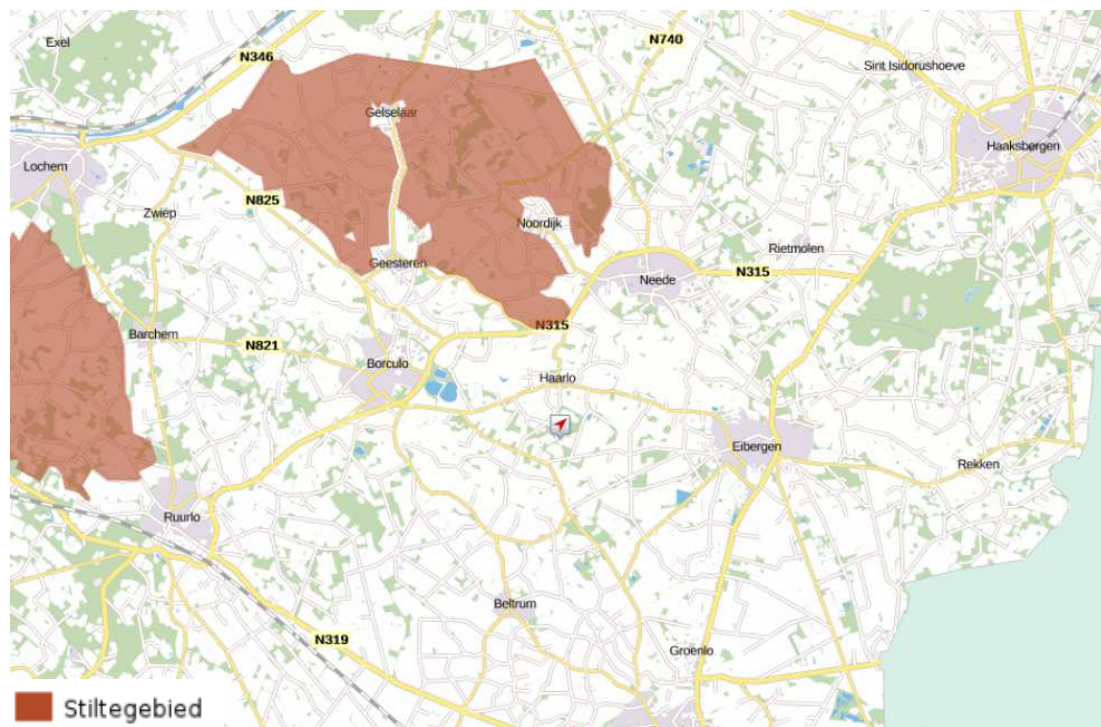 Exel
N346
N740
Sint Isidorushoeve
Gelselaar
Haaksbergen
Lochem
N825
Zwiep
Noordijk
Rietmolen
Geesteren
Neede
N315
N315
Barchem
N821
Borculo
Haarlo
Eibergen
Rekken
Ruurlo
Beltrum
N319
Groenlo
Stiltegebied